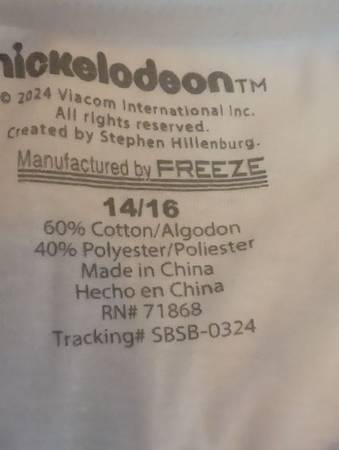 nickelodeon™
© 2024 Viacom International Inc.
All rights reserved.
Created by Stephen Hillenburg.
Manufactured by FREEZE
14/16
60% Cotton/Algodon
40% Polyester/Poliester
Made in China
Hecho en China
RN# 71868
Tracking# SBSB-0324